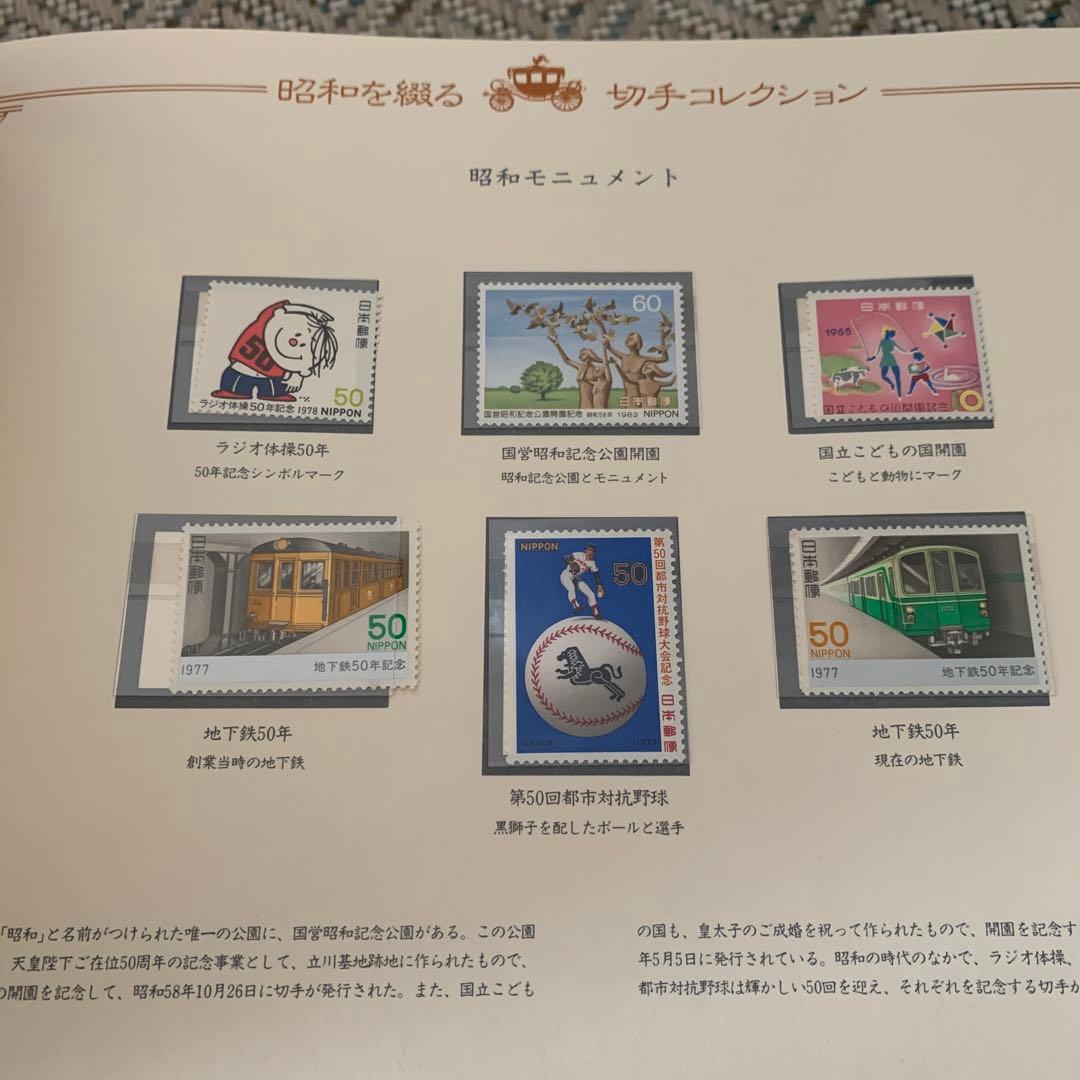 昭和を綴る 切手コレクション
昭和モニュメント
日本郵便
50
50
ラジオ体操50年記念 1978 NIPPON
ラジオ体操50年
50年記念シンボルマーク
60
日本郵便
国営昭和記念公園開園記念 昭和58年 1983 NIPPON
国営昭和記念公園開園
昭和記念公園とモニュメント
日本郵便
1965
国立こどもの国開園記念 10
国立こどもの国開園
こどもと動物にマーク
日本郵便
50
NIPPON
1977 地下鉄50年記念
地下鉄50年
創業当時の地下鉄
NIPPON
50
第50回都市対抗野球大会記念
日本郵便
1979
第50回都市対抗野球
黒獅子を配したボールと選手
日本郵便
50
NIPPON
1977 地下鉄50年記念
地下鉄50年
現在の地下鉄
「昭和」と名前がつけられた唯一の公園に、国営昭和記念公園がある。この公園
天皇陛下ご在位50周年の記念事業として、立川基地跡地に作られたもので、
の開園を記念して、昭和58年10月26日に切手が発行された。また、国立こども
の国も、皇太子のご成婚を祝って作られたもので、開園を記念す
年5月5日に発行されている。昭和の時代のなかで、ラジオ体操、
都市対抗野球は輝かしい50回を迎え、それぞれを記念する切手が